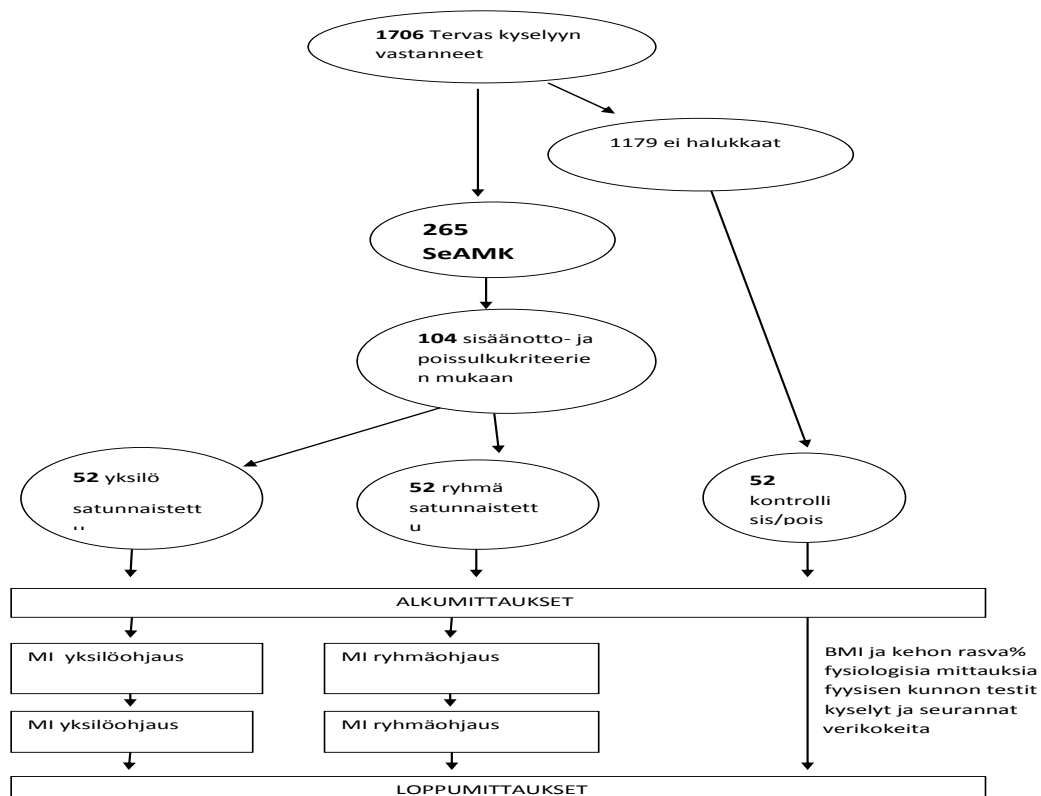 1706 Tervas kyselyyn
vastanneet
1179 ei halukkaat
265
SeAMK
104 sisäänotto- ja
poissulkukriteerie
n mukaan
52 yksilö
satunnaistett
u
52 ryhmä
satunnaistett
u
52
kontrolli
sis/pois
ALKUMITTAUKSET
MI yksilöohjaus
MI ryhmäohjaus
BMI ja kehon rasva%
fysiologisia mittauksia
fyysisen kunnon testit
kyselyt ja seurannat
verikokeita
MI yksilöohjaus
MI ryhmäohjaus
LOPPUMITTAUKSET